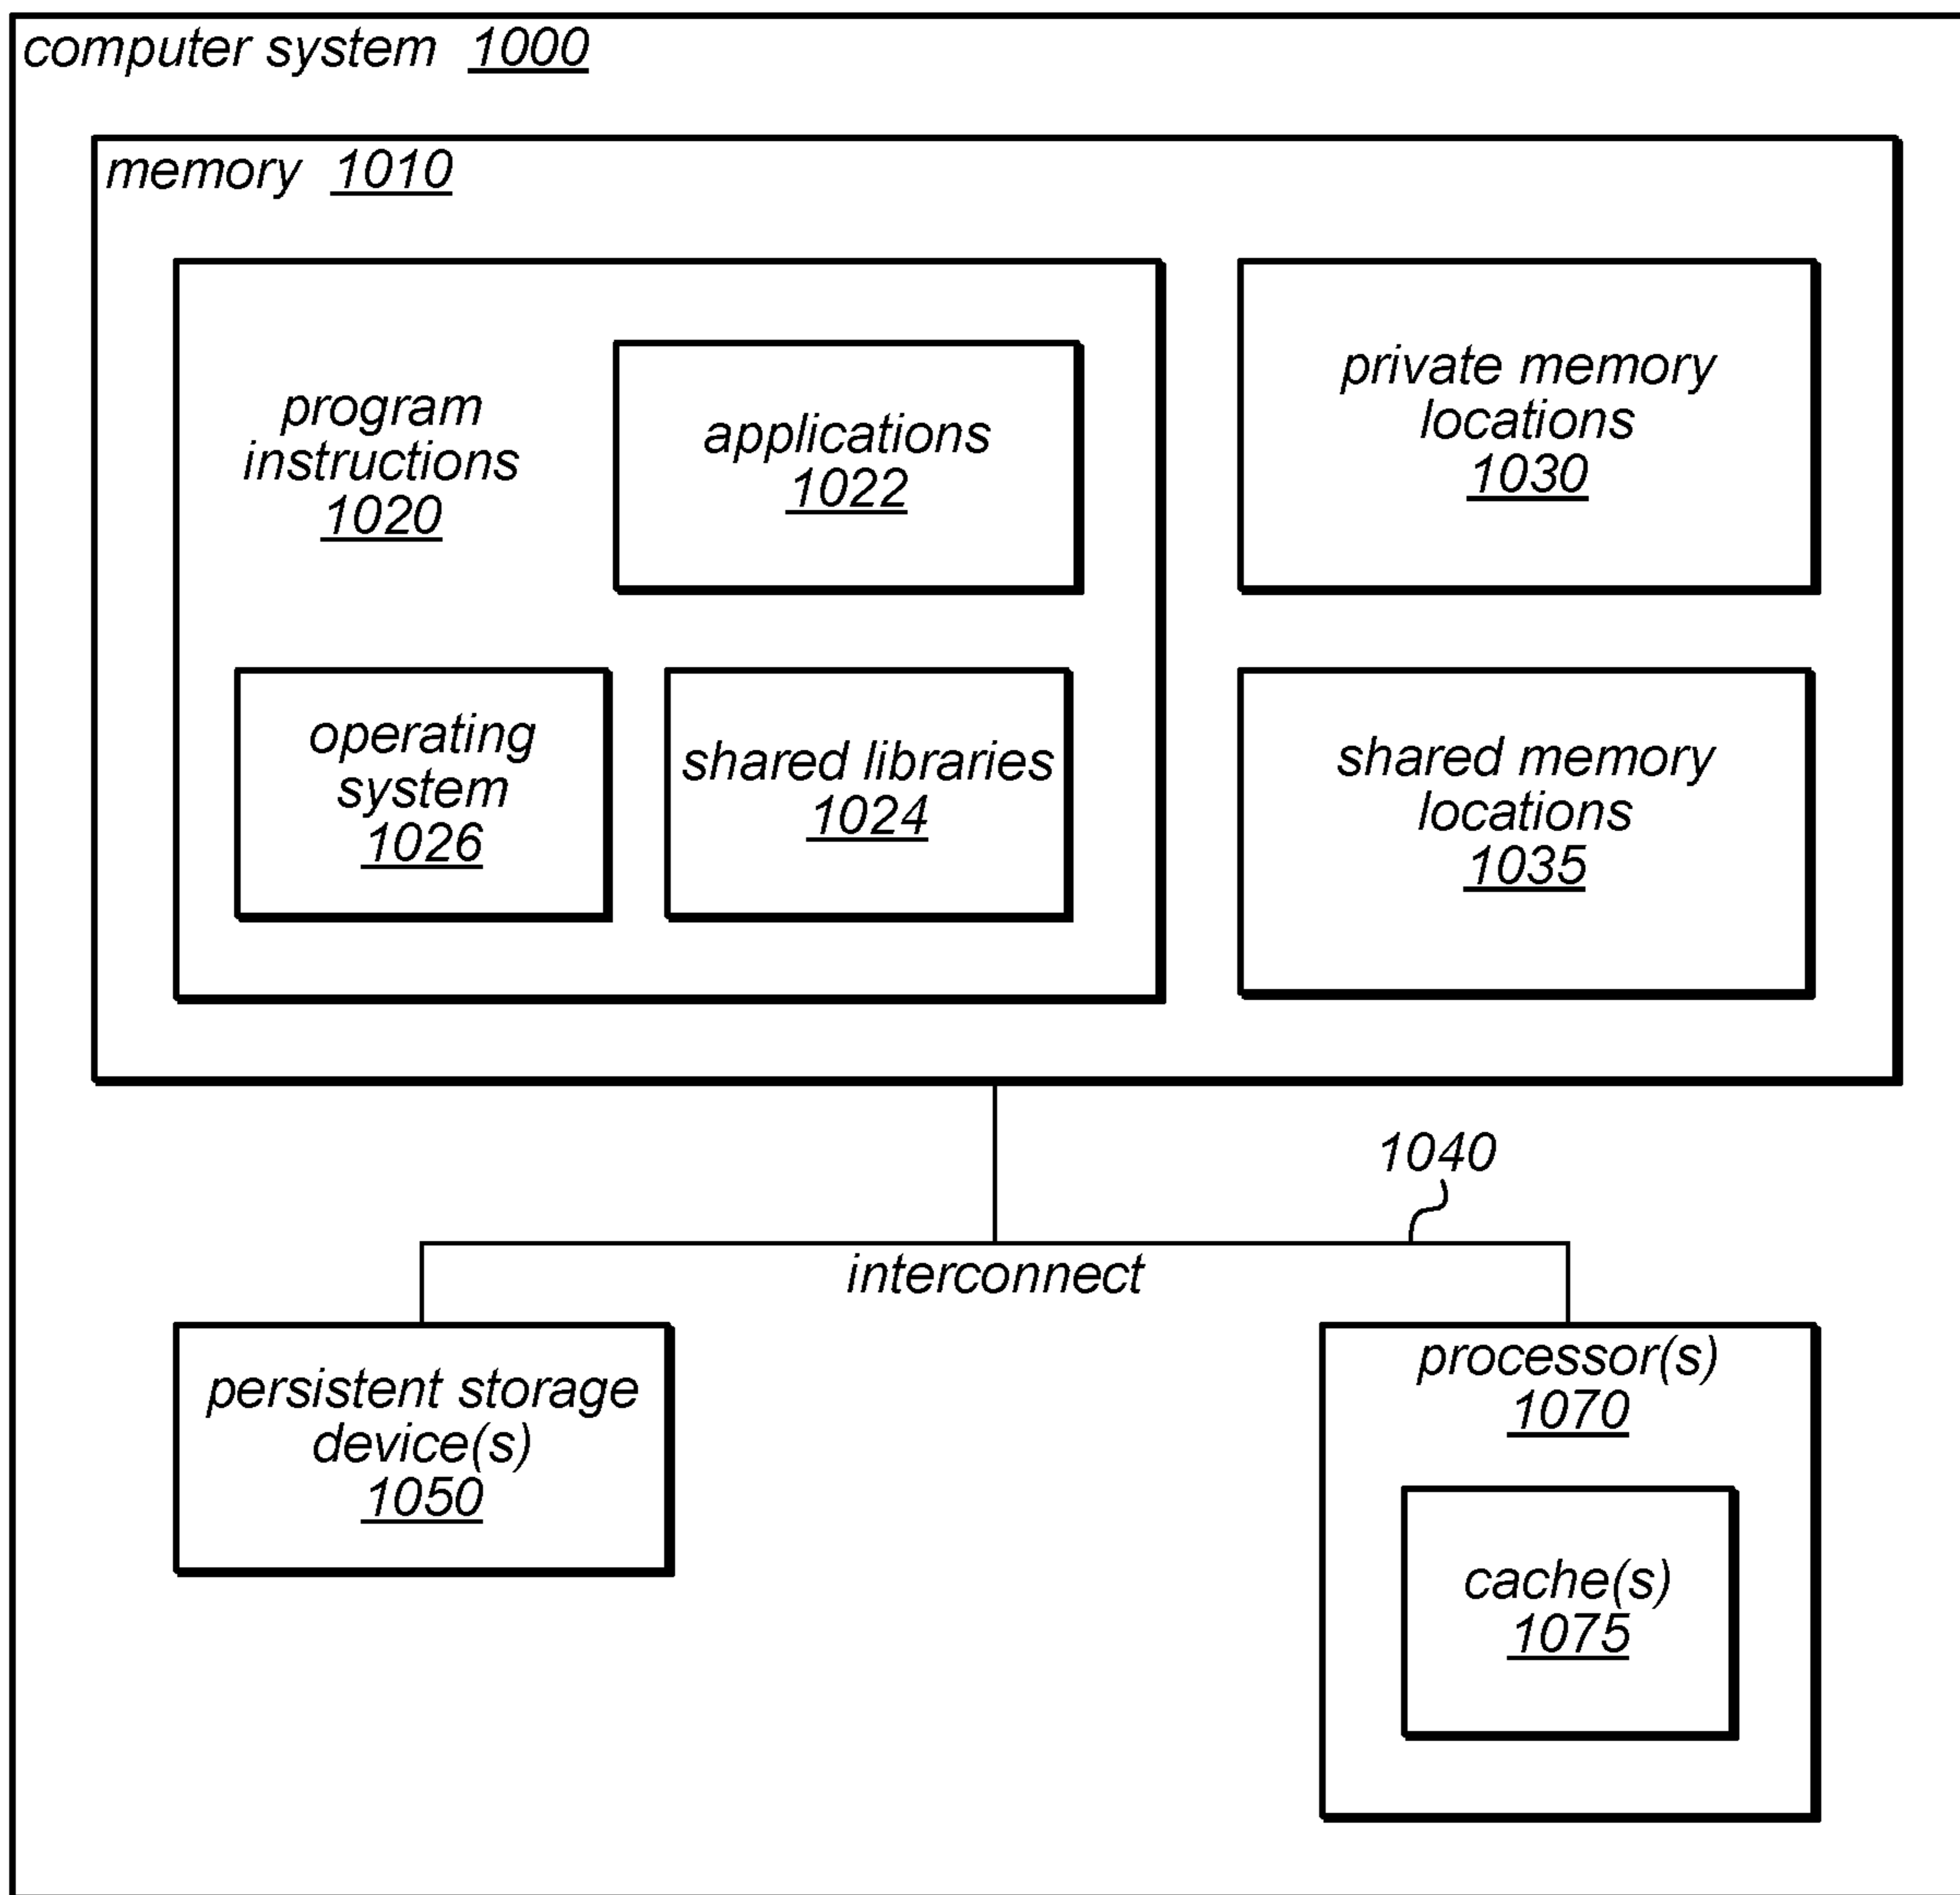 computer system 1000
memory 1010
program
instructions
1020
applications
1022
operating
system
1026
shared libraries
1024
private memory
locations
1030
shared memory
locations
1035
1040
interconnect
persistent storage
device(s)
1050
processor(s)
1070
cache(s)
1075